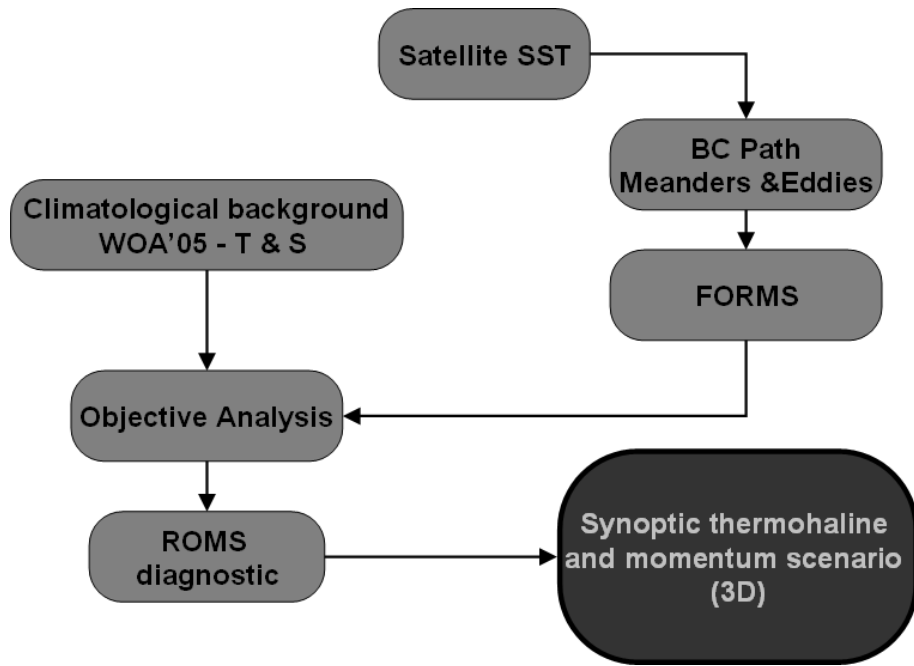 Satellite SST
BC Path
Meanders &Eddies
Climatological background
WOA'05 - T & S
FORMS
Objective Analysis
ROMS
diagnostic
Synoptic thermohaline
and momentum scenario
(3D)